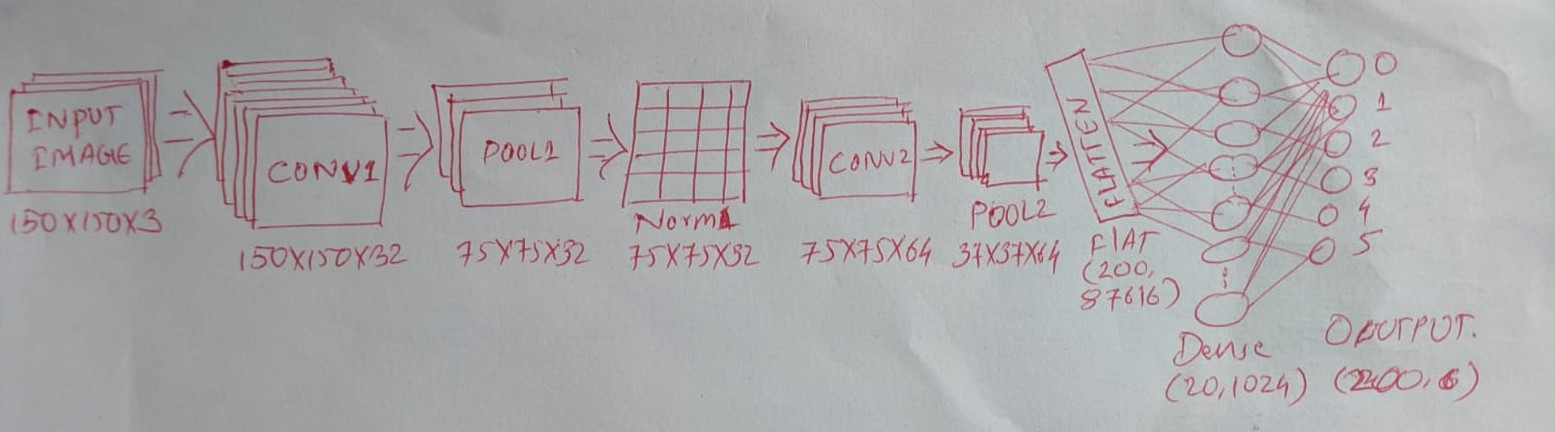 INPUT
IMAGE
150X150X3
CONV1
150X150X32
POOL1
75X75X32
Norm1
75X75X32
CONV2
75X75X64
POOL2
37X37X64
FLATTEN
FlAT
(200,
87616)
Dense
(20,1024)
0
1
2
3
4
5
OUTPUT.
(200,6)